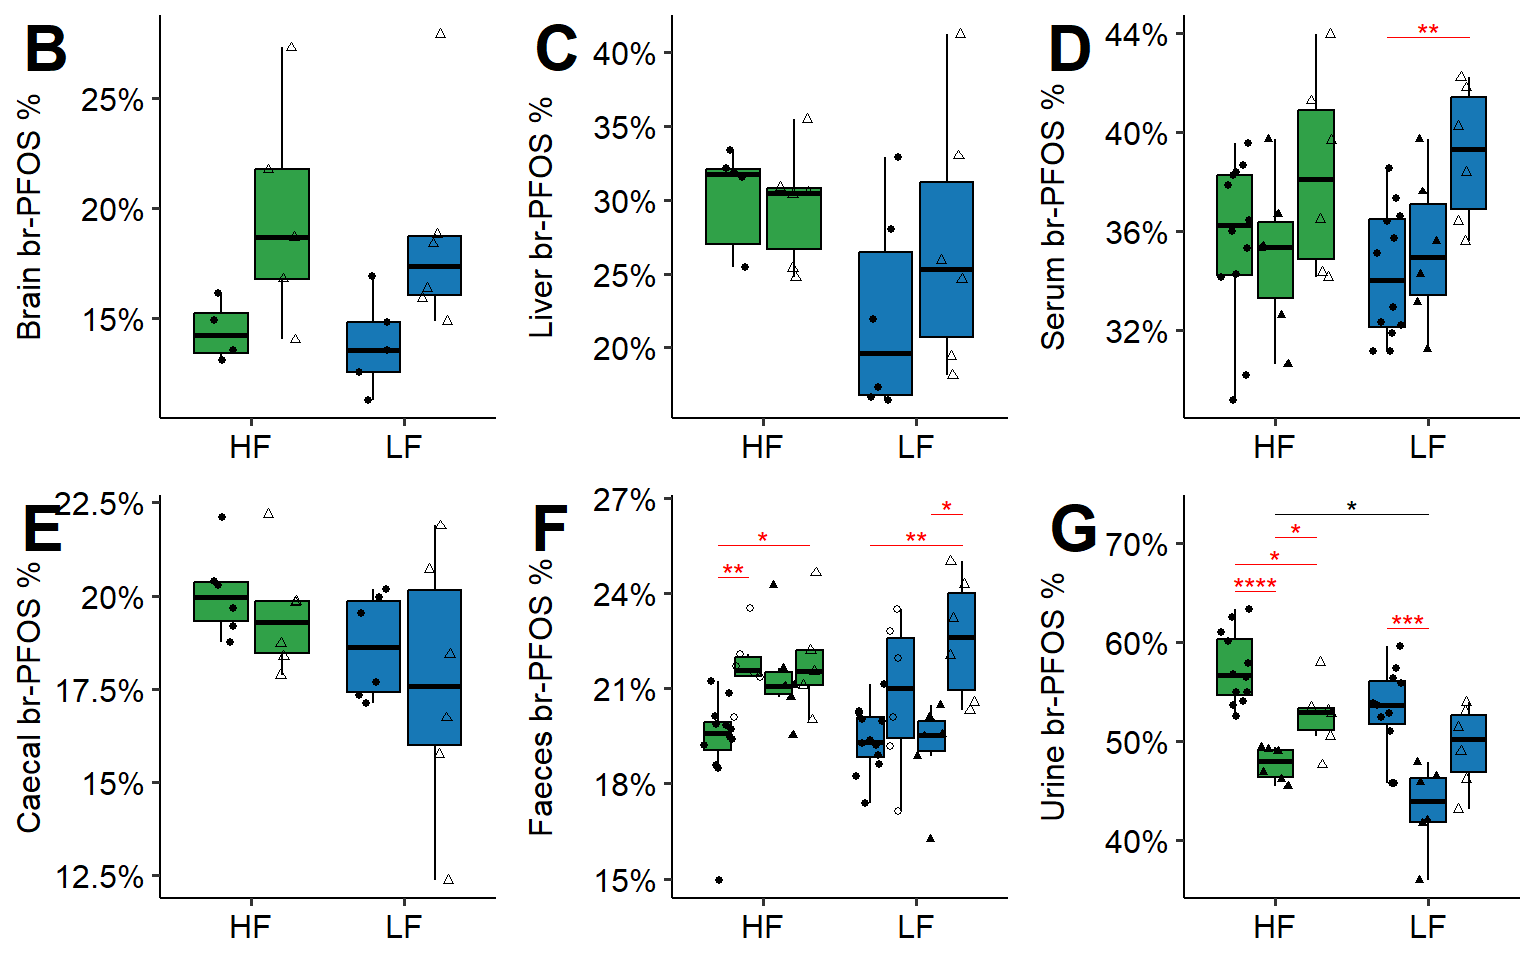 B
Brain br-PFOS %
25%
20%
15%
HF
LF
C
Liver br-PFOS %
40%
35%
30%
25%
20%
HF
LF
D
Serum br-PFOS %
44%
40%
36%
32%
**
HF
LF
E
Caecal br-PFOS %
22.5%
20%
17.5%
15%
12.5%
HF
LF
F
Faeces br-PFOS %
27%
24%
21%
18%
15%
*
**
*
**
HF
LF
G
Urine br-PFOS %
70%
60%
50%
40%
*
*
*
****
***
HF
LF